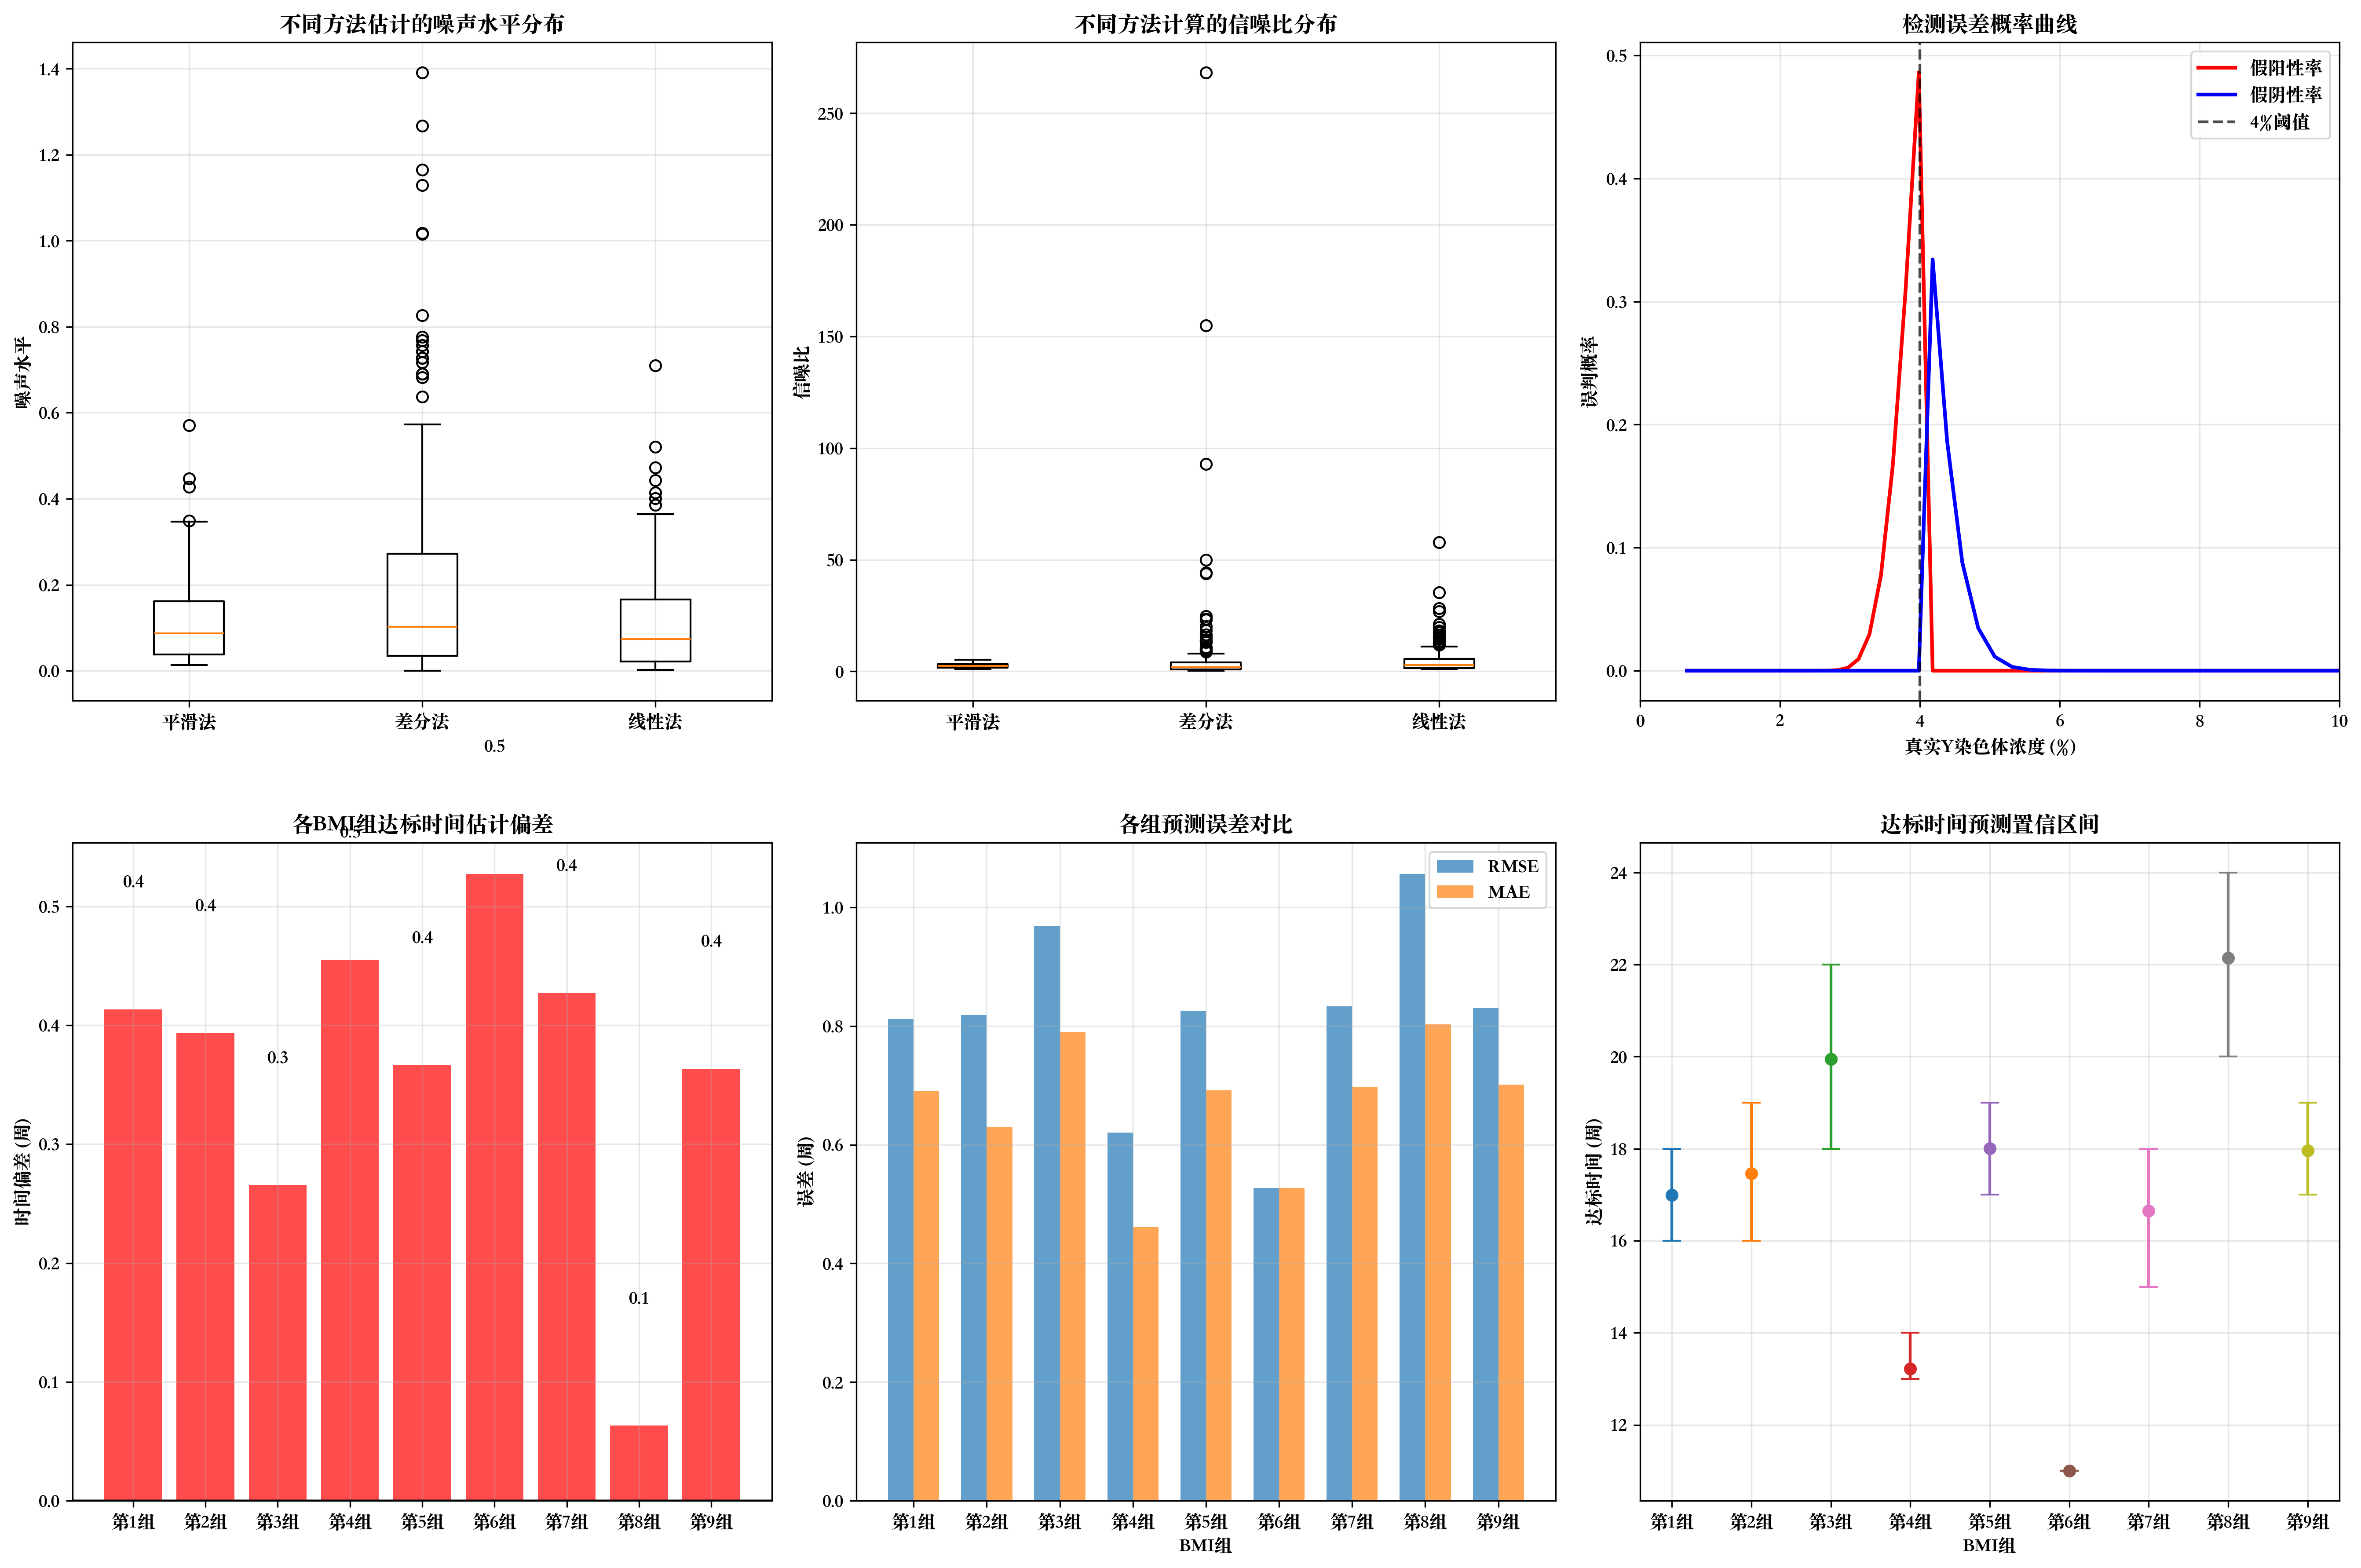 不同方法估计的噪声水平分布
噪声水平
1.4
1.2
1.0
0.8
0.6
0.4
0.2
0.0
平滑法 差分法 线性法
不同方法计算的信噪比分布
信噪比
250
200
150
100
50
0
平滑法 差分法 线性法
检测误差概率曲线
假阳性率
假阴性率
4%阈值
误判概率
0.5
0.4
0.3
0.2
0.1
0.0
0 2 4 6 8 10
真实Y染色体浓度 (%)
0.5
各BMI组达标时间估计偏差
0.5
时间偏差 (周)
0.5
0.4
0.3
0.2
0.1
0.0
0.4 0.4 0.3 0.4 0.4 0.1 0.4
第1组 第2组 第3组 第4组 第5组 第6组 第7组 第8组 第9组
各组预测误差对比
RMSE
MAE
误差 (周)
1.0
0.8
0.6
0.4
0.2
0.0
第1组 第2组 第3组 第4组 第5组 第6组 第7组 第8组 第9组
BMI组
达标时间预测置信区间
达标时间 (周)
24
22
20
18
16
14
12
第1组 第2组 第3组 第4组 第5组 第6组 第7组 第8组 第9组
BMI组